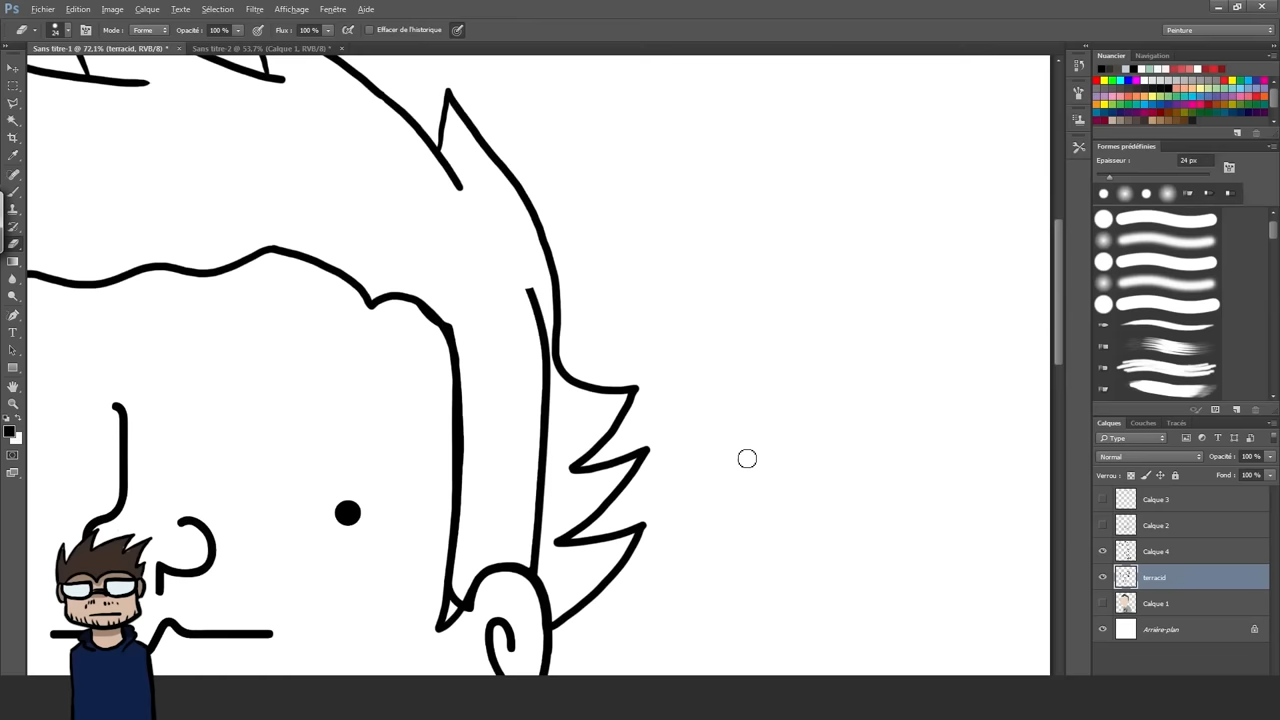 Ps Fichier Edition Image Calque Texte Sélection Filtre Affichage Fenêtre Aide
24 Mode : Forme Opacité : 100 % Flux : 100 % Effacer de l'historique Peinture
Sans titre-1 @ 72,1% (terracid, RVB/8) * × Sans titre-2 @ 53,7% (Calque 1, RVB/8) * ×
Nuancier Navigation
Formes prédéfinies
Epaisseur : 24 px
Calques Couches Tracés
Type
Normal Opacité : 100 %
Verrou : Fond : 100 %
Calque 3
Calque 2
Calque 4
terracid
Calque 1
Arrière-plan